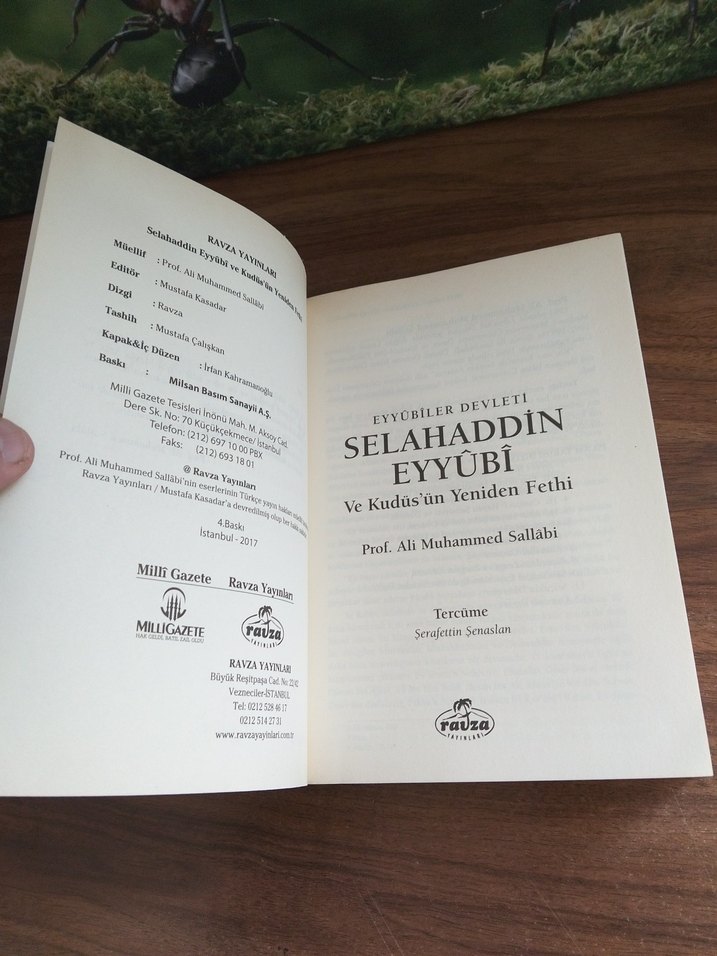 RAVZA YAYINLARI
Selahaddin Eyyübî ve Kudüs'ün Yeniden Fethi
Müellif : Prof. Ali Muhammed Sallâbi
Editör : Mustafa Kasadar
Dizgi : Ravza
Tashih : Mustafa Çalışkan
Kapak&İç Düzen : İrfan Kahramanoğlu
Baskı : Milsan Basım Sanayii A.Ş.
Milli Gazete Tesisleri İnönü Mah. M. Aksoy Cad.
Dere Sk. No: 70 Küçükçekmece/ İstanbul
Telefon: (212) 697 10 00 PBX
Faks: (212) 693 18 01
@ Ravza Yayınları
Prof. Ali Muhammed Sallâbi'nin eserlerinin Türkçe yayın hakları
Ravza Yayınları / Mustafa Kasadar'a devredilmiş olup her hakkı
4.Baskı
İstanbul - 2017
Millî Gazete Ravza Yayınları
MİLLİGAZETE
HAK GELDİ, BATIL ZAİL OLDU
ravza
YAYINLARI
RAVZA YAYINLARI
Büyük Reşitpaşa Cad. No: 22/42
Vezneciler-İSTANBUL
Tel: 0212 528 46 17
0212 514 27 31
www.ravzayayinlari.com.tr
EYYÛBÎLER DEVLETİ
SELAHADDİN
EYYÛBÎ
Ve Kudüs'ün Yeniden Fethi
Prof. Ali Muhammed Sallâbi
Tercüme
Şerafettin Şenaslan
ravza
YAYINLARI